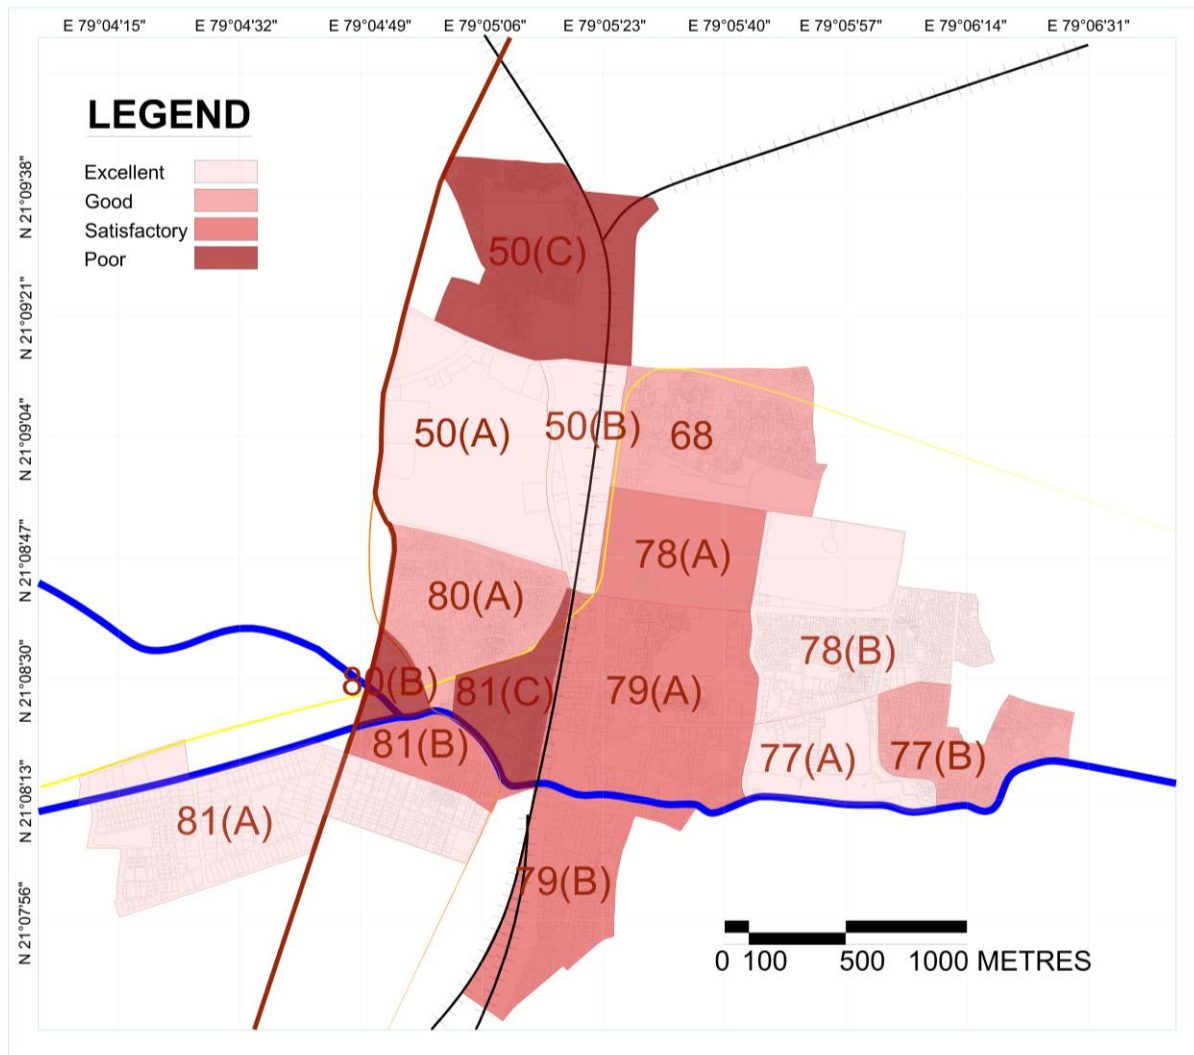 E 79°04'15" E 79°04'32" E 79°04'49" E 79°05'06" E 79°05'23" E 79°05'40" E 79°05'57" E 79°06'14" E 79°06'31"
LEGEND
Excellent
Good
Satisfactory
Poor
N 21°09'38"
N 21°09'21"
N 21°09'04"
N 21°08'47"
N 21°08'30"
N 21°08'13"
N 21°07'56"
50(C)
50(A) 50(B) 68
78(A)
80(A)
78(B)
80(B) 81(C) 79(A)
81(B) 77(A) 77(B)
81(A)
79(B)
0 100 500 1000 METRES